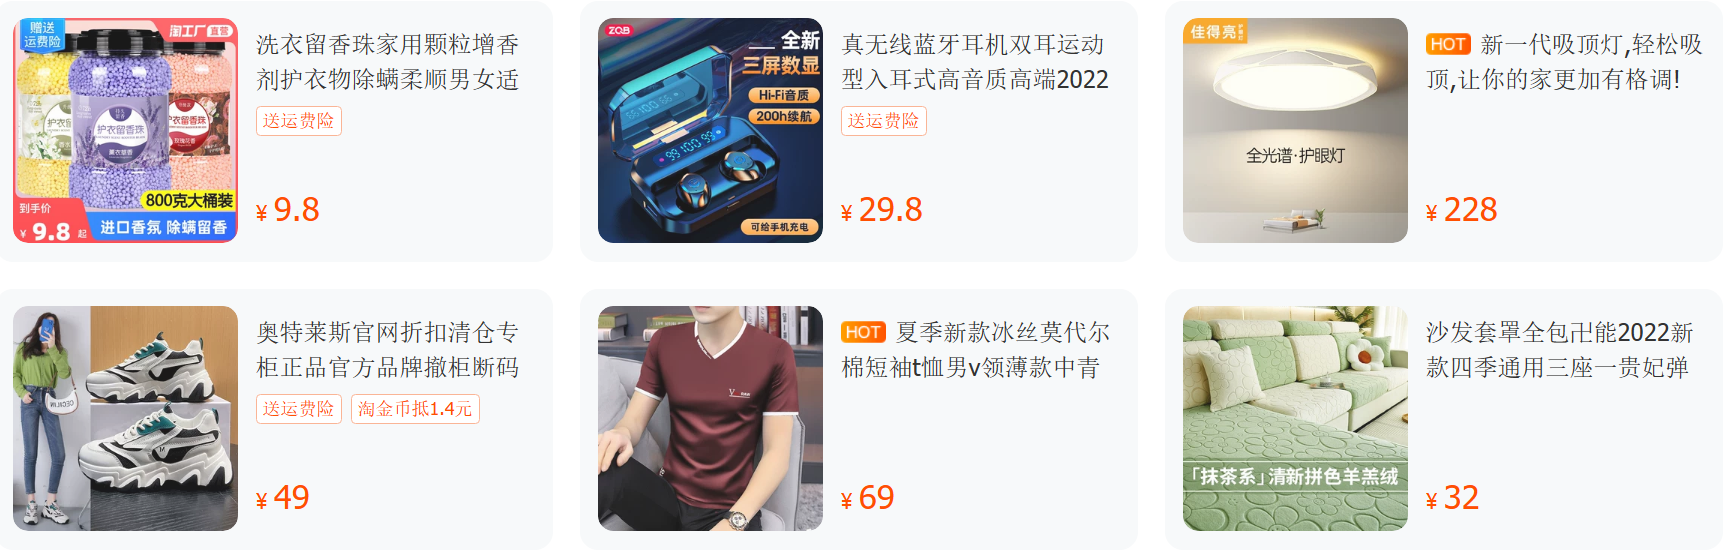 赠送
运费险
淘工厂 直营
护衣留香珠
800克大桶装
到手价
¥ 9.8 起
进口香氛 除螨留香
洗衣留香珠家用颗粒增香
剂护衣物除螨柔顺男女适
送运费险
¥ 9.8
ZQB
全新
三屏数显
Hi-Fi音质
200h续航
可给手机充电
真无线蓝牙耳机双耳运动
型入耳式高音质高端2022
送运费险
¥ 29.8
佳得亮
全光谱·护眼灯
HOT 新一代吸顶灯,轻松吸
顶,让你的家更加有格调!
¥ 228
奥特莱斯官网折扣清仓专
柜正品官方品牌撤柜断码
送运费险 淘金币抵1.4元
¥ 49
HOT 夏季新款冰丝莫代尔
棉短袖t恤男v领薄款中青
¥ 69
「抹茶系」清新拼色羊羔绒
沙发套罩全包卍能2022新
款四季通用三座一贵妃弹
¥ 32